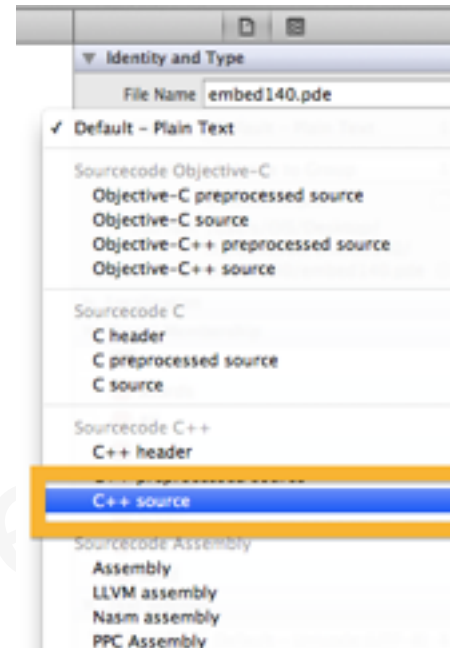 Identity and Type
File Name embed140.pde
✓ Default - Plain Text
Sourcecode Objective-C
Objective-C preprocessed source
Objective-C source
Objective-C++ preprocessed source
Objective-C++ source
Sourcecode C
C header
C preprocessed source
C source
Sourcecode C++
C++ header
C++ preprocessed source
C++ source
Sourcecode Assembly
Assembly
LLVM assembly
Nasm assembly
PPC Assembly